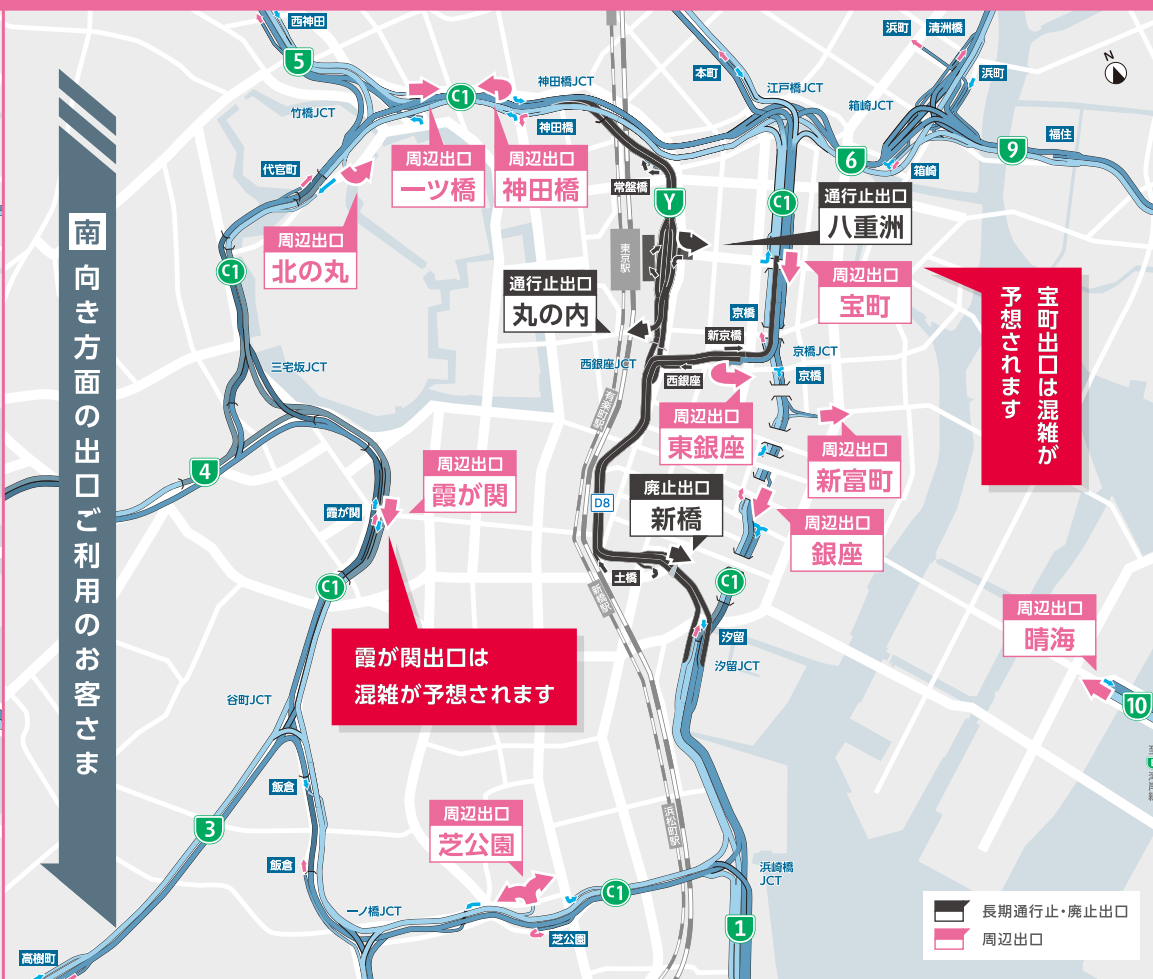 南向き方面の出口ご利用のお客さま
西神田
5
竹橋JCT
C1
神田橋JCT
神田橋
本町
江戸橋JCT
浜町
清洲橋
浜町
箱崎JCT
N
6
箱崎
9
福住
代官町
周辺出口
一ツ橋
周辺出口
神田橋
常盤橋
Y
C1
通行止出口
八重洲
周辺出口
北の丸
C1
東京駅
通行止出口
丸の内
周辺出口
宝町
宝町出口は混雑が
予想されます
京橋
新京橋
京橋JCT
京橋
西銀座JCT
西銀座
三宅坂JCT
有楽町駅
周辺出口
東銀座
周辺出口
新富町
4
周辺出口
霞が関
霞が関
D8
廃止出口
新橋
周辺出口
銀座
土橋
新橋駅
C1
C1
汐留
汐留JCT
周辺出口
晴海
10
霞が関出口は
混雑が予想されます
谷町JCT
飯倉
3
飯倉
周辺出口
芝公園
浜松町駅
浜崎橋
JCT
C1
一ノ橋JCT
芝公園
1
高樹町
長期通行止・廃止出口
周辺出口